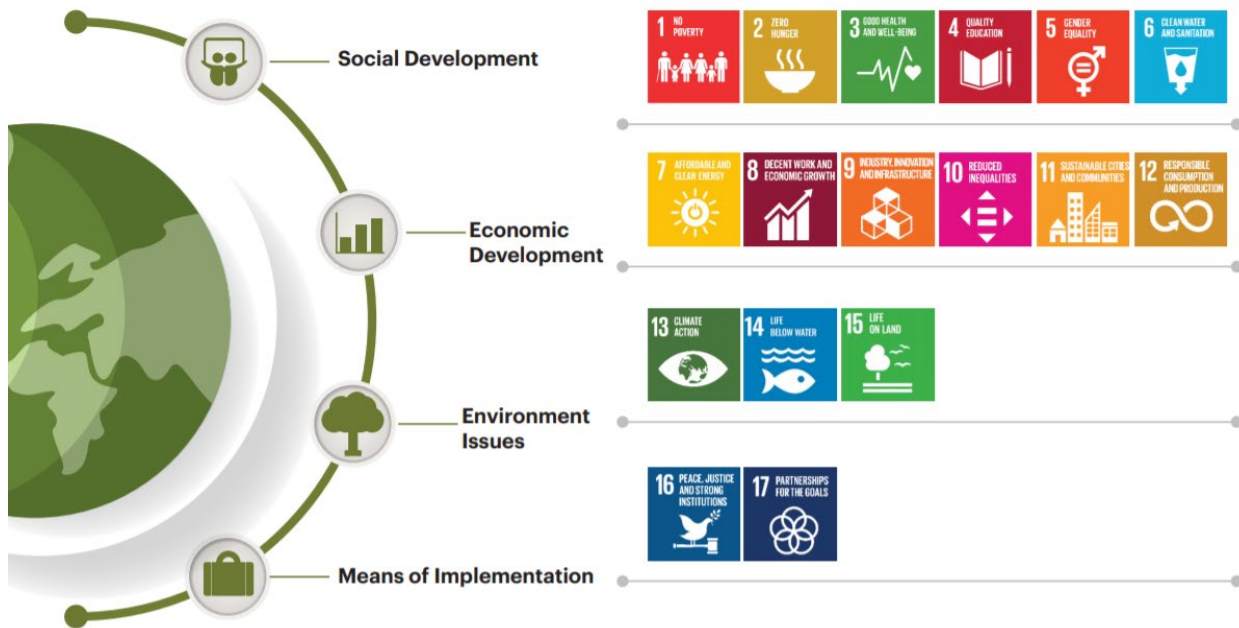 Social Development
1 NO
POVERTY
2 ZERO
HUNGER
3 GOOD HEALTH
AND WELL-BEING
4 QUALITY
EDUCATION
5 GENDER
EQUALITY
6 CLEAN WATER
AND SANITATION
Economic
Development
7 AFFORDABLE AND
CLEAN ENERGY
8 DECENT WORK AND
ECONOMIC GROWTH
9 INDUSTRY, INNOVATION
AND INFRASTRUCTURE
10 REDUCED
INEQUALITIES
11 SUSTAINABLE CITIES
AND COMMUNITIES
12 RESPONSIBLE
CONSUMPTION
AND PRODUCTION
Environment
Issues
13 CLIMATE
ACTION
14 LIFE
BELOW WATER
15 LIFE
ON LAND
Means of Implementation
16 PEACE, JUSTICE
AND STRONG
INSTITUTIONS
17 PARTNERSHIPS
FOR THE GOALS